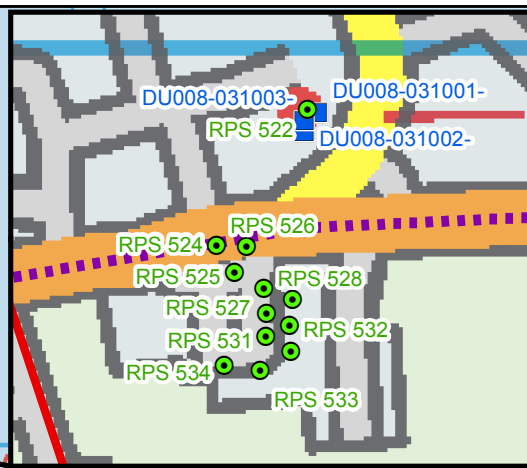 DU008-031003-
DU008-031001-
RPS 522
DU008-031002-
RPS 526
RPS 524
RPS 525
RPS 528
RPS 527
RPS 532
RPS 531
RPS 534
RPS 533